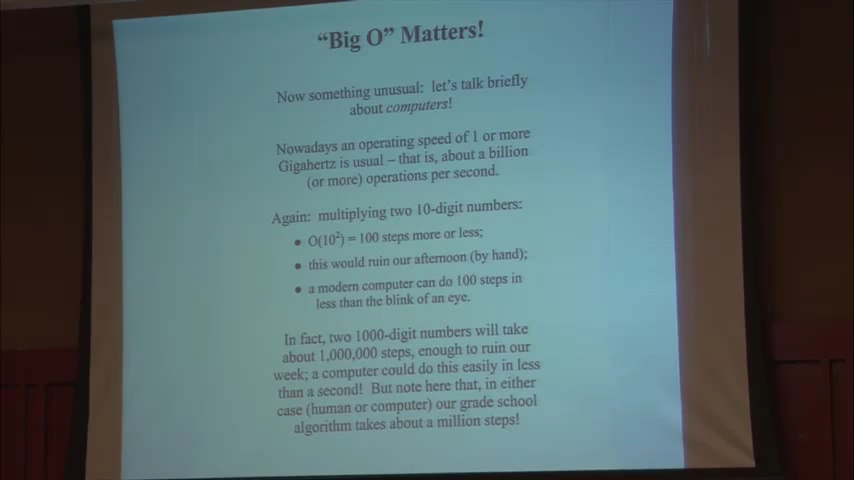 “Big O” Matters!
Now something unusual: let’s talk briefly
about computers!
Nowadays an operating speed of 1 or more
Gigahertz is usual – that is, about a billion
(or more) operations per second.
Again: multiplying two 10-digit numbers:
• O(10²) = 100 steps more or less;
• this would ruin our afternoon (by hand);
• a modern computer can do 100 steps in
less than the blink of an eye.
In fact, two 1000-digit numbers will take
about 1,000,000 steps, enough to ruin our
week; a computer could do this easily in less
than a second! But note here that, in either
case (human or computer) our grade school
algorithm takes about a million steps!